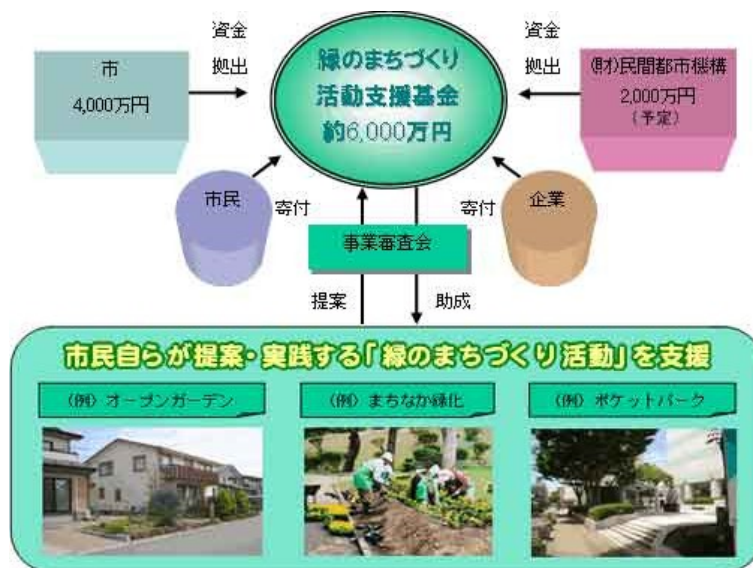 資金
拠出
市
4,000万円
緑のまちづくり
活動支援基金
約6,000万円
資金
拠出
(財)民間都市機構
2,000万円
(予定)
市民
寄付
寄付
企業
事業審査会
提案
助成
市民自らが提案・実践する「緑のまちづくり活動」を支援
(例) オープンガーデン
(例) まちなか緑化
(例) ポケットパーク